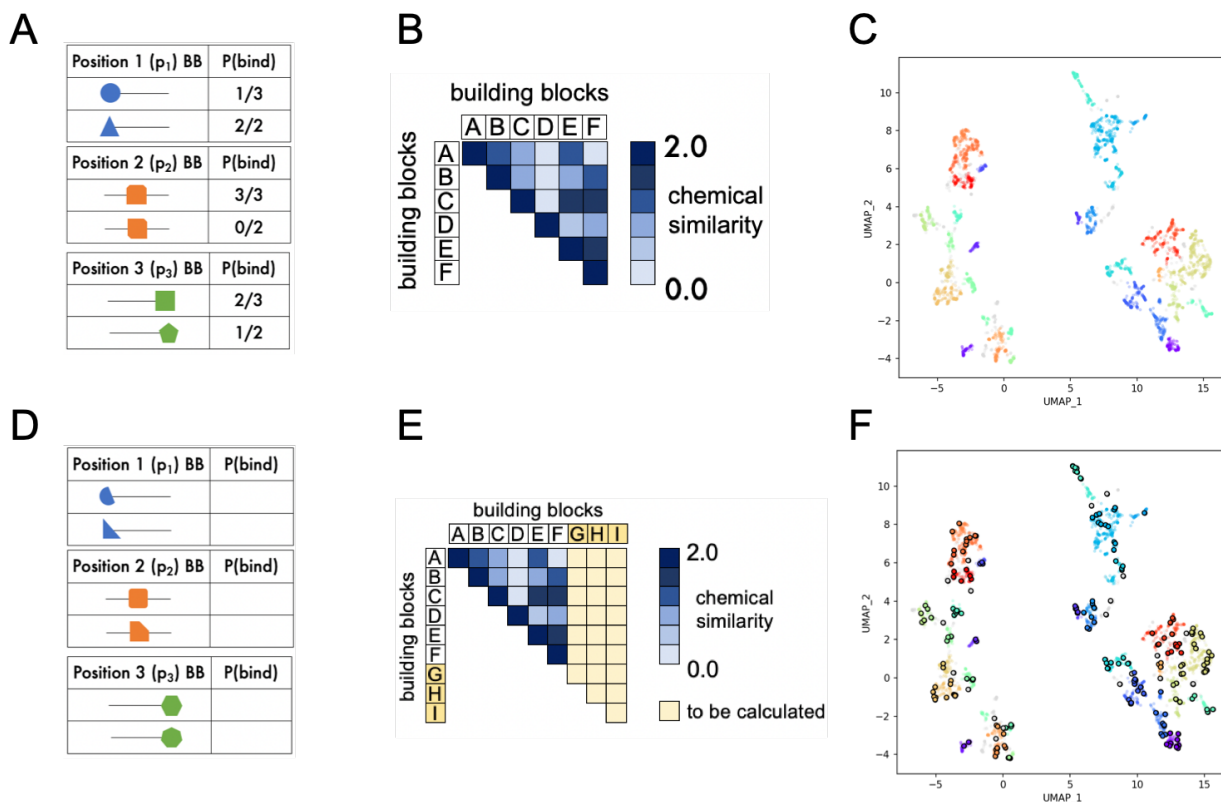 A
Position 1 (p1) BB P(bind)
1/3
2/2
Position 2 (p2) BB P(bind)
3/3
0/2
Position 3 (p3) BB P(bind)
2/3
1/2
B
building blocks
A B C D E F
building blocks
A
B
C
D
E
F
2.0
chemical
similarity
0.0
C
10
8
6
4
2
0
−2
−4
UMAP_2
−5 0 5 10 15
UMAP_1
D
Position 1 (p1) BB P(bind)
Position 2 (p2) BB P(bind)
Position 3 (p3) BB P(bind)
E
building blocks
A B C D E F G H I
building blocks
A
B
C
D
E
F
G
H
I
2.0
chemical
similarity
0.0
to be calculated
F
10
8
6
4
2
0
−2
−4
UMAP_2
−5 0 5 10 15
UMAP_1